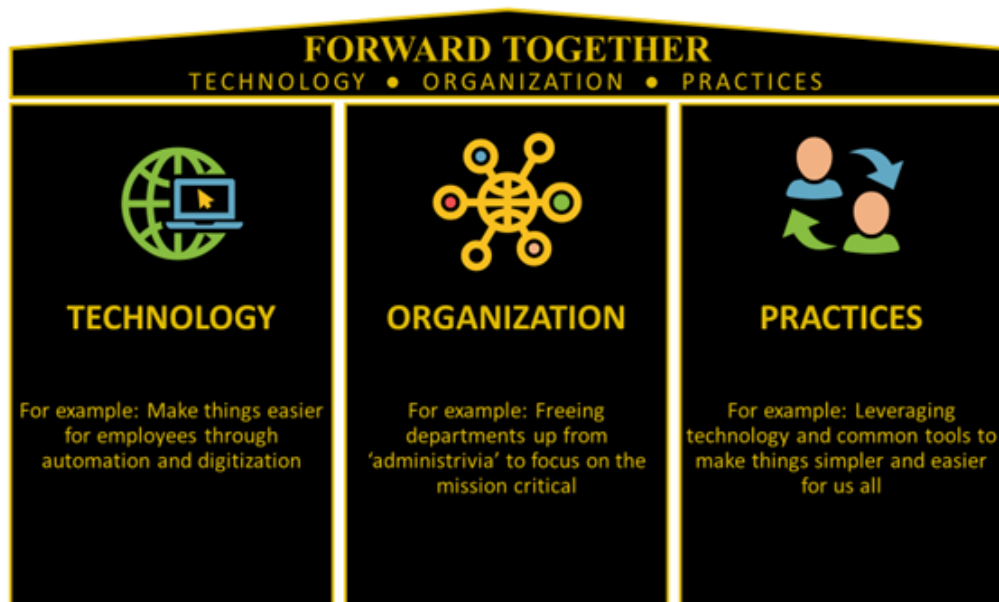 FORWARD TOGETHER
TECHNOLOGY ● ORGANIZATION ● PRACTICES
TECHNOLOGY
For example: Make things easier
for employees through
automation and digitization
ORGANIZATION
For example: Freeing
departments up from
‘administrivia’ to focus on the
mission critical
PRACTICES
For example: Leveraging
technology and common tools to
make things simpler and easier
for us all